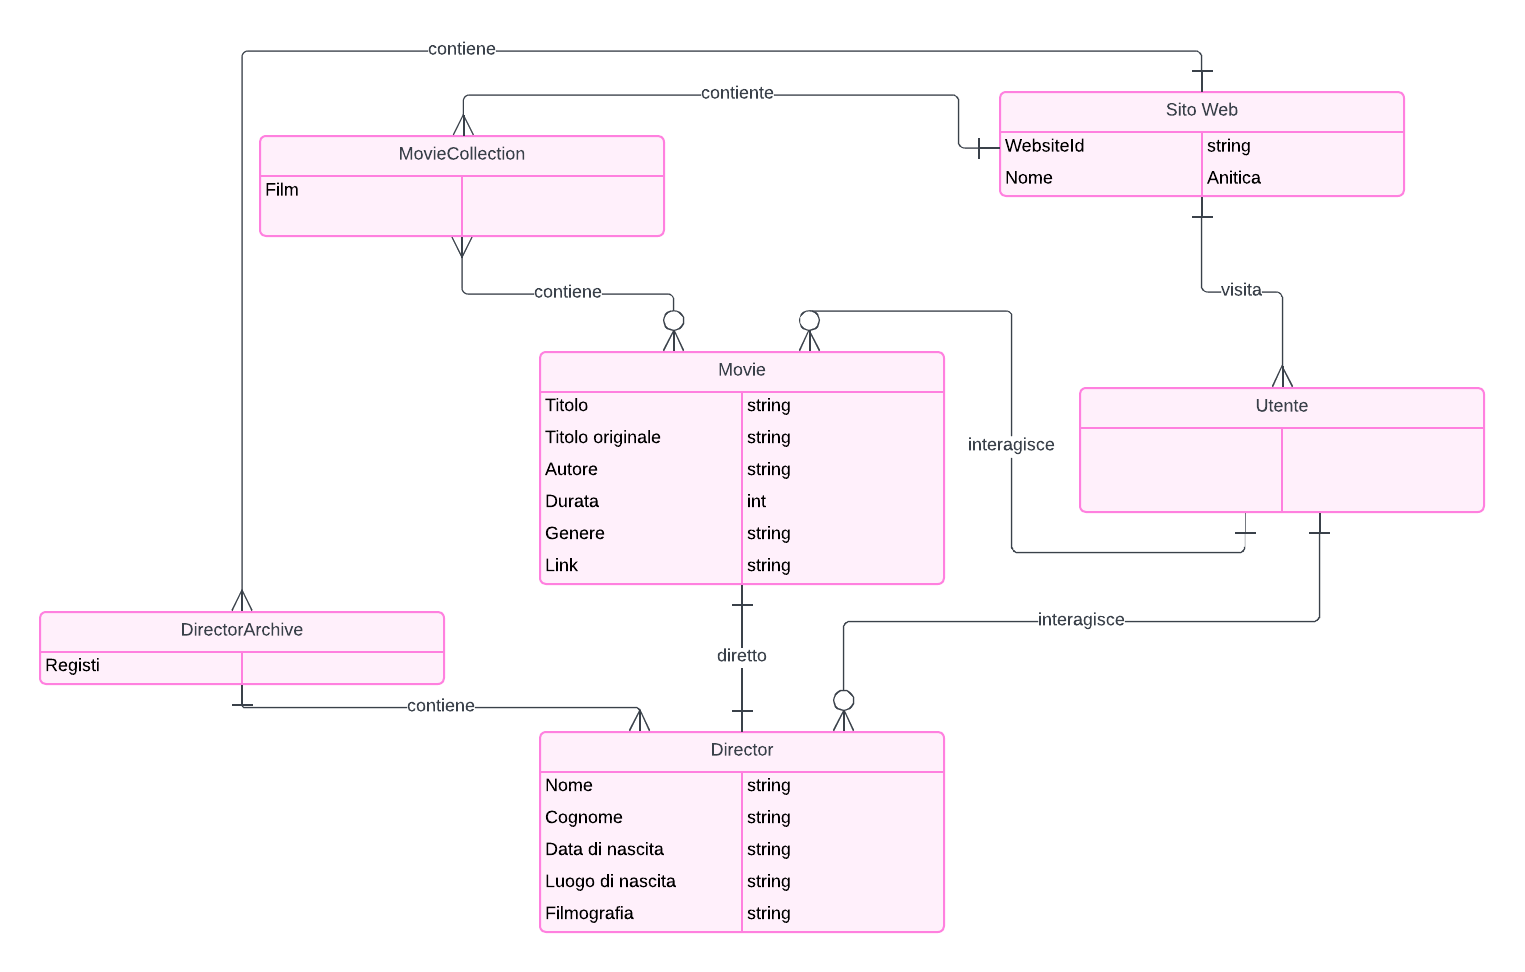 contiene
contiente
Sito Web
WebsiteId string
Nome Anitica
MovieCollection
Film
contiene
visita
Movie
Titolo string
Titolo originale string
Autore string
Durata int
Genere string
Link string
interagisce
Utente
DirectorArchive
Registi
interagisce
diretto
contiene
Director
Nome string
Cognome string
Data di nascita string
Luogo di nascita string
Filmografia string